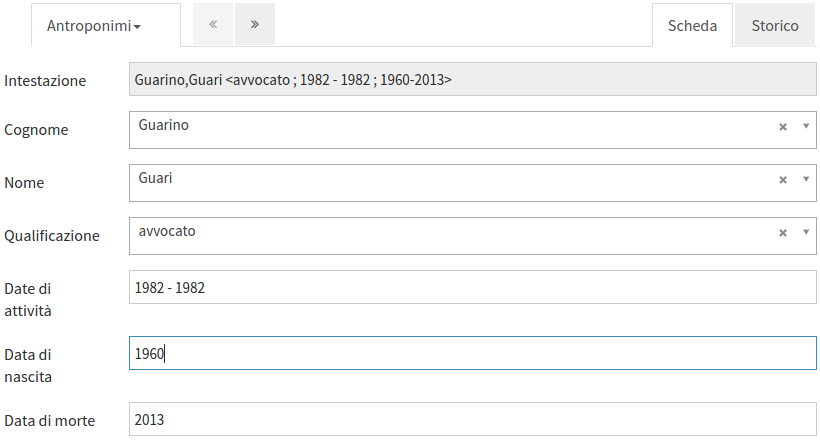 Antroponimi
«
»
Scheda
Storico
Intestazione
Guarino,Guari <avvocato ; 1982 - 1982 ; 1960-2013>
Cognome
Guarino
Nome
Guari
Qualificazione
avvocato
Date di
attività
1982 - 1982
Data di
nascita
1960
Data di morte
2013